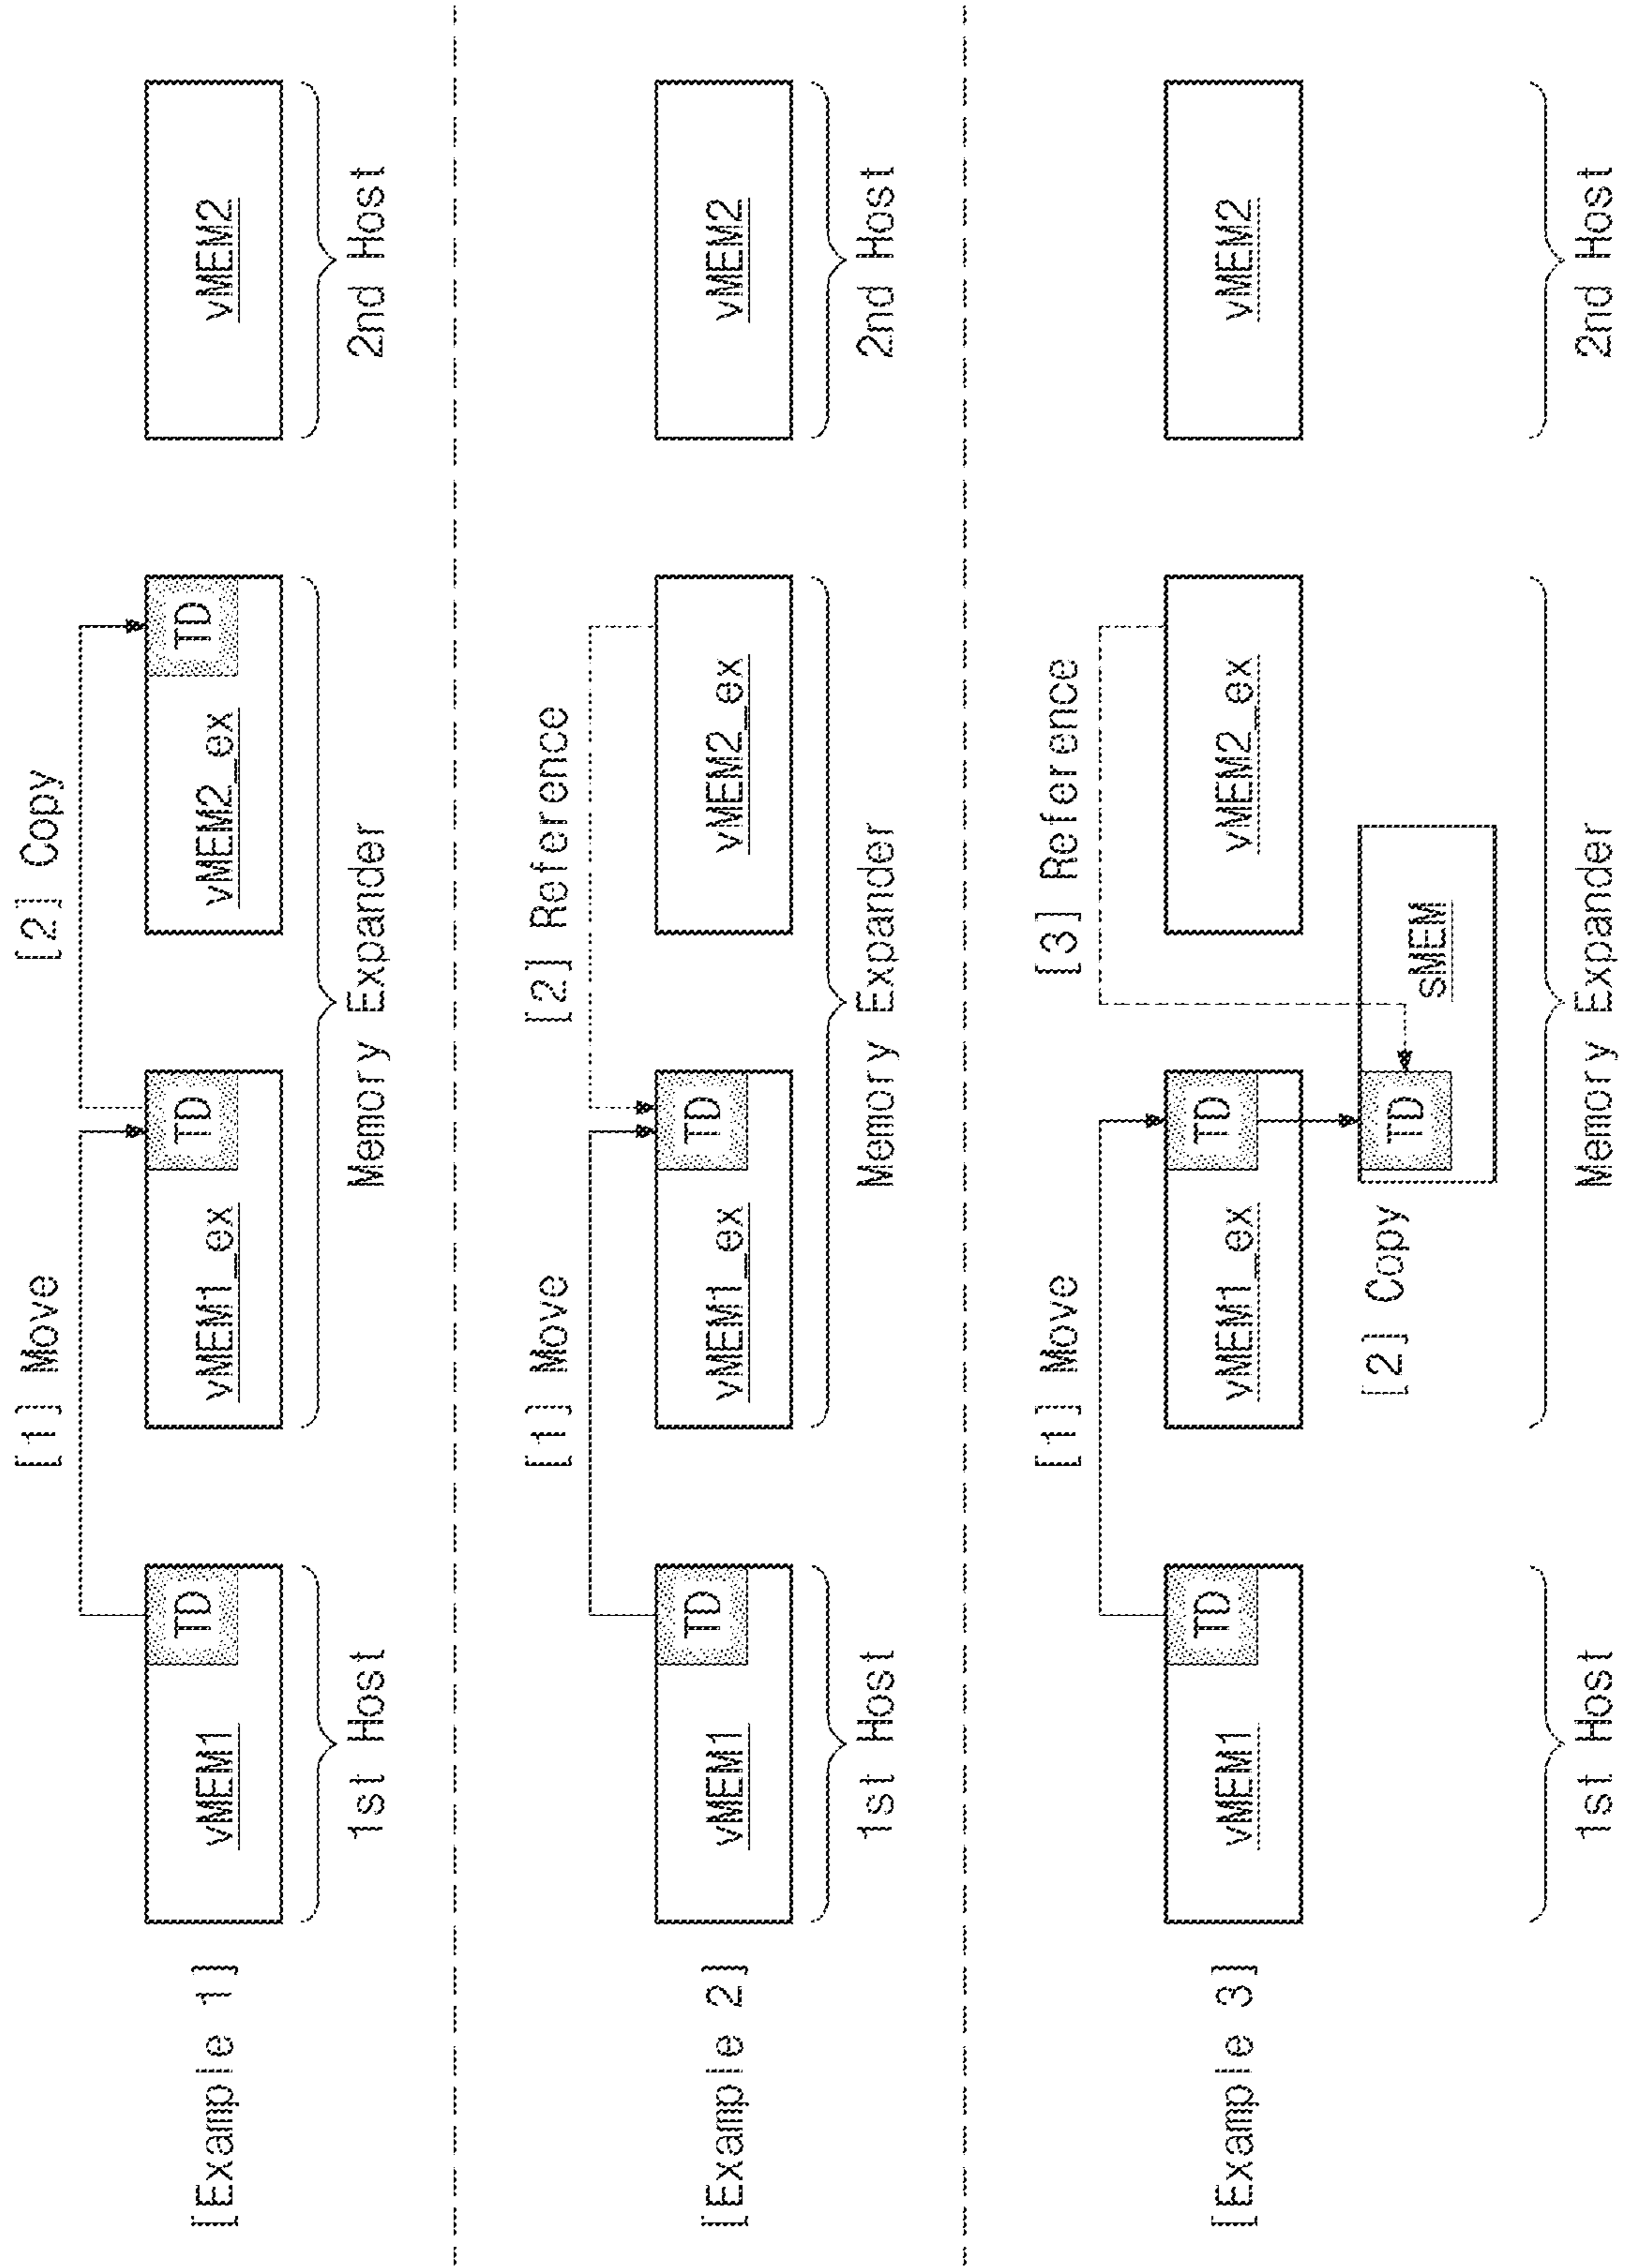 [1] Move
[2] Copy
[Example 1]
vMEM1
TD
vMEM1_ex
TD
vMEM2_ex
TD
vMEM2
1st Host
Memory Expander
2nd Host
[1] Move
[2] Reference
[Example 2]
vMEM1
TD
vMEM1_ex
TD
vMEM2_ex
vMEM2
1st Host
Memory Expander
2nd Host
[1] Move
[3] Reference
[Example 3]
vMEM1
TD
vMEM1_ex
TD
vMEM2_ex
vMEM2
[2] Copy
TD
sMEM
1st Host
Memory Expander
2nd Host